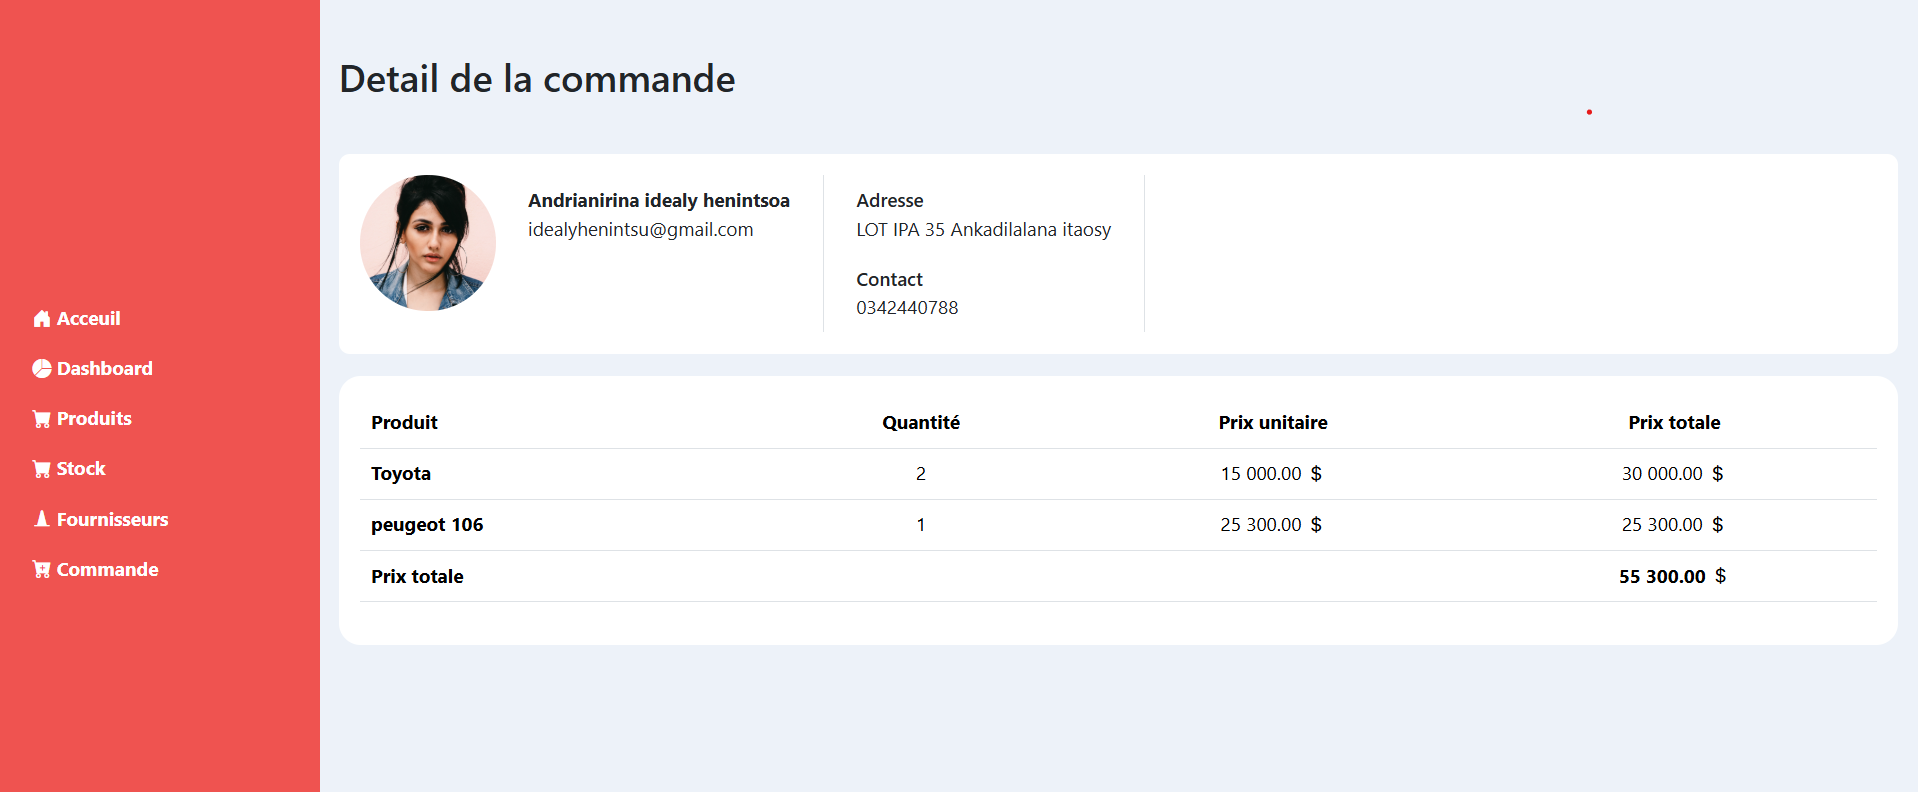 Acceuil
Dashboard
Produits
Stock
Fournisseurs
Commande
Detail de la commande
Andrianirina idealy henintsoa
idealyhenintsu@gmail.com
Adresse
LOT IPA 35 Ankadilalana itaosy
Contact
0342440788
Produit Quantité Prix unitaire Prix totale
Toyota 2 15 000.00 $ 30 000.00 $
peugeot 106 1 25 300.00 $ 25 300.00 $
Prix totale 55 300.00 $